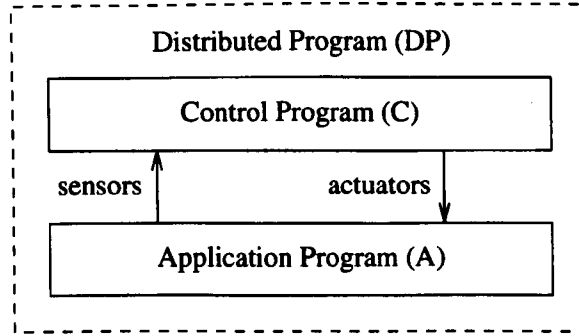 Distributed Program (DP)
Control Program (C)
sensors
actuators
Application Program (A)